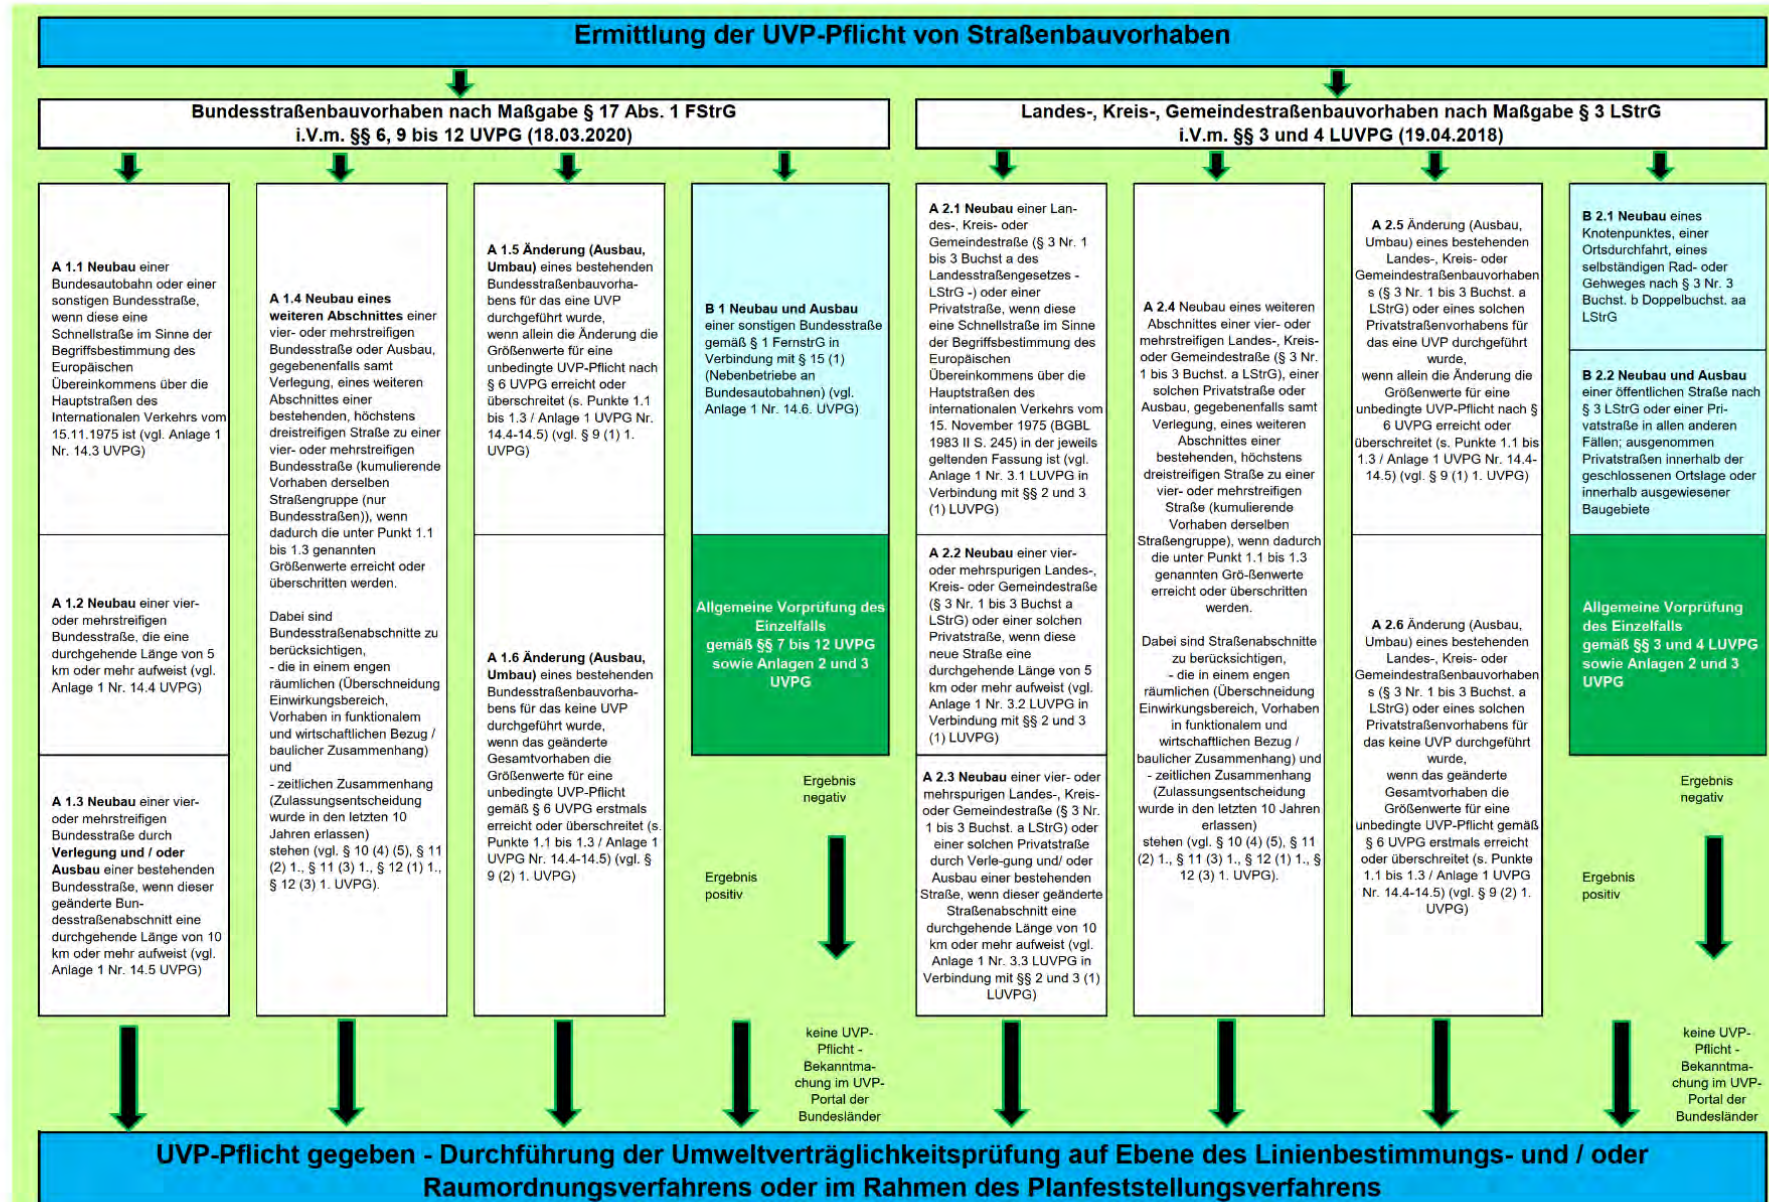 Ermittlung der UVP-Pflicht von Straßenbauvorhaben
Bundesstraßenbauvorhaben nach Maßgabe § 17 Abs. 1 FStrG
i.V.m. §§ 6, 9 bis 12 UVPG (18.03.2020)
Landes-, Kreis-, Gemeindestraßenbauvorhaben nach Maßgabe § 3 LStrG
i.V.m. §§ 3 und 4 LUVPG (19.04.2018)
A 1.1 Neubau einer
Bundesautobahn oder einer
sonstigen Bundesstraße,
wenn diese eine
Schnellstraße im Sinne der
Begriffsbestimmung des
Europäischen
Übereinkommens über die
Hauptstraßen des
Internationalen Verkehrs vom
15.11.1975 ist (vgl. Anlage 1
Nr. 14.3 UVPG)
A 1.2 Neubau einer vier-
oder mehrstreifigen
Bundesstraße, die eine
durchgehende Länge von 5
km oder mehr aufweist (vgl.
Anlage 1 Nr. 14.4 UVPG)
A 1.3 Neubau einer vier-
oder mehrstreifigen
Bundesstraße durch
Verlegung und / oder
Ausbau einer bestehenden
Bundesstraße, wenn dieser
geänderte Bun-
desstraßenabschnitt eine
durchgehende Länge von 10
km oder mehr aufweist (vgl.
Anlage 1 Nr. 14.5 UVPG)
A 1.4 Neubau eines
weiteren Abschnittes einer
vier- oder mehrstreifigen
Bundesstraße oder Ausbau,
gegebenenfalls samt
Verlegung, eines weiteren
Abschnittes einer
bestehenden, höchstens
dreistreifigen Straße zu einer
vier- oder mehrstreifigen
Bundesstraße (kumulierende
Vorhaben derselben
Straßengruppe (nur
Bundesstraßen)), wenn
dadurch die unter Punkt 1.1
bis 1.3 genannten
Größenwerte erreicht oder
überschritten werden.
Dabei sind
Bundesstraßenabschnitte zu
berücksichtigen,
- die in einem engen
räumlichen (Überschneidung
Einwirkungsbereich,
Vorhaben in funktionalem
und wirtschaftlichen Bezug /
baulicher Zusammenhang)
und
- zeitlichen Zusammenhang
(Zulassungsentscheidung
wurde in den letzten 10
Jahren erlassen)
stehen (vgl. § 10 (4) (5), § 11
(2) 1., § 11 (3) 1., § 12 (1) 1.,
§ 12 (3) 1. UVPG).
A 1.5 Änderung (Ausbau,
Umbau) eines bestehenden
Bundesstraßenbauvorha-
bens für das eine UVP
durchgeführt wurde,
wenn allein die Änderung die
Größenwerte für eine
unbedingte UVP-Pflicht nach
§ 6 UVPG erreicht oder
überschreitet (s. Punkte 1.1
bis 1.3 / Anlage 1 UVPG Nr.
14.4-14.5) (vgl. § 9 (1) 1.
UVPG)
A 1.6 Änderung (Ausbau,
Umbau) eines bestehenden
Bundesstraßenbauvorha-
bens für das keine UVP
durchgeführt wurde,
wenn das geänderte
Gesamtvorhaben die
Größenwerte für eine
unbedingte UVP-Pflicht
gemäß § 6 UVPG erstmals
erreicht oder überschreitet (s.
Punkte 1.1 bis 1.3 / Anlage 1
UVPG Nr. 14.4-14.5) (vgl. §
9 (2) 1. UVPG)
B 1 Neubau und Ausbau
einer sonstigen Bundesstraße
gemäß § 1 FernstrG in
Verbindung mit § 15 (1)
(Nebenbetriebe an
Bundesautobahnen) (vgl.
Anlage 1 Nr. 14.6. UVPG)
Allgemeine Vorprüfung des
Einzelfalls
gemäß §§ 7 bis 12 UVPG
sowie Anlagen 2 und 3
UVPG
Ergebnis
negativ
Ergebnis
positiv
keine UVP-
Pflicht -
Bekanntma-
chung im UVP-
Portal der
Bundesländer
A 2.1 Neubau einer Lan-
des-, Kreis- oder
Gemeindestraße (§ 3 Nr. 1
bis 3 Buchst a des
Landesstraßengesetzes -
LStrG -) oder einer
Privatstraße, wenn diese
eine Schnellstraße im Sinne
der Begriffsbestimmung des
Europäischen
Übereinkommens über die
Hauptstraßen des
internationalen Verkehrs vom
15. November 1975 (BGBL
1983 II S. 245) in der jeweils
geltenden Fassung ist (vgl.
Anlage 1 Nr. 3.1 LUVPG in
Verbindung mit §§ 2 und 3
(1) LUVPG)
A 2.2 Neubau einer vier-
oder mehrspurigen Landes-,
Kreis- oder Gemeindestraße
(§ 3 Nr. 1 bis 3 Buchst a
LStrG) oder einer solchen
Privatstraße, wenn diese
neue Straße eine
durchgehende Länge von 5
km oder mehr aufweist (vgl.
Anlage 1 Nr. 3.2 LUVPG in
Verbindung mit §§ 2 und 3
(1) LUVPG)
A 2.3 Neubau einer vier- oder
mehrspurigen Landes-, Kreis-
oder Gemeindestraße (§ 3 Nr.
1 bis 3 Buchst. a LStrG) oder
einer solchen Privatstraße
durch Verle-gung und/ oder
Ausbau einer bestehenden
Straße, wenn dieser geänderte
Straßenabschnitt eine
durchgehende Länge von 10
km oder mehr aufweist (vgl.
Anlage 1 Nr. 3.3 LUVPG in
Verbindung mit §§ 2 und 3 (1)
LUVPG)
A 2.4 Neubau eines weiteren
Abschnittes einer vier- oder
mehrstreifigen Landes-, Kreis-
oder Gemeindestraße (§ 3 Nr.
1 bis 3 Buchst. a LStrG), einer
solchen Privatstraße oder
Ausbau, gegebenenfalls samt
Verlegung, eines weiteren
Abschnittes einer
bestehenden, höchstens
dreistreifigen Straße zu einer
vier- oder mehrstreifigen
Straße (kumulierende
Vorhaben derselben
Straßengruppe), wenn dadurch
die unter Punkt 1.1 bis 1.3
genannten Grö-ßenwerte
erreicht oder überschritten
werden.
Dabei sind Straßenabschnitte
zu berücksichtigen,
- die in einem engen
räumlichen (Überschneidung
Einwirkungsbereich, Vorhaben
in funktionalem und
wirtschaftlichen Bezug /
baulicher Zusammenhang) und
- zeitlichen Zusammenhang
(Zulassungsentscheidung
wurde in den letzten 10 Jahren
erlassen)
stehen (vgl. § 10 (4) (5), § 11
(2) 1., § 11 (3) 1., § 12 (1) 1., §
12 (3) 1. UVPG).
A 2.5 Änderung (Ausbau,
Umbau) eines bestehenden
Landes-, Kreis- oder
Gemeindestraßenbauvorhaben
s (§ 3 Nr. 1 bis 3 Buchst. a
LStrG) oder eines solchen
Privatstraßenvorhabens für
das eine UVP durchgeführt
wurde,
wenn allein die Änderung die
Größenwerte für eine
unbedingte UVP-Pflicht nach §
6 UVPG erreicht oder
überschreitet (s. Punkte 1.1 bis
1.3 / Anlage 1 UVPG Nr. 14.4-
14.5) (vgl. § 9 (1) 1. UVPG)
A 2.6 Änderung (Ausbau,
Umbau) eines bestehenden
Landes-, Kreis- oder
Gemeindestraßenbauvorhaben
s (§ 3 Nr. 1 bis 3 Buchst. a
LStrG) oder eines solchen
Privatstraßenvorhabens für
das keine UVP durchgeführt
wurde,
wenn das geänderte
Gesamtvorhaben die
Größenwerte für eine
unbedingte UVP-Pflicht gemäß
§ 6 UVPG erstmals erreicht
oder überschreitet (s. Punkte
1.1 bis 1.3 / Anlage 1 UVPG
Nr. 14.4-14.5) (vgl. § 9 (2) 1.
UVPG)
B 2.1 Neubau eines
Knotenpunktes, einer
Ortsdurchfahrt, eines
selbständigen Rad- oder
Gehweges nach § 3 Nr. 3
Buchst. b Doppelbuchst. aa
LStrG
B 2.2 Neubau und Ausbau
einer öffentlichen Straße nach
§ 3 LStrG oder einer Pri-
vatstraße in allen anderen
Fällen; ausgenommen
Privatstraßen innerhalb der
geschlossenen Ortslage oder
innerhalb ausgewiesener
Baugebiete
Allgemeine Vorprüfung
des Einzelfalls
gemäß §§ 3 und 4 LUVPG
sowie Anlagen 2 und 3
UVPG
Ergebnis
negativ
Ergebnis
positiv
keine UVP-
Pflicht -
Bekanntma-
chung im UVP-
Portal der
Bundesländer
UVP-Pflicht gegeben - Durchführung der Umweltverträglichkeitsprüfung auf Ebene des Linienbestimmungs- und / oder
Raumordnungsverfahrens oder im Rahmen des Planfeststellungsverfahrens